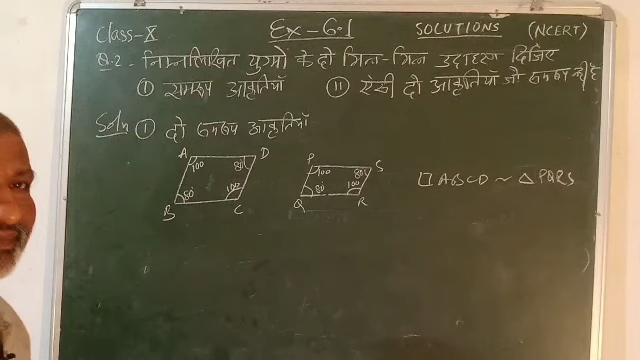 Class-X Ex-6.1 SOLUTIONS (NCERT)
Q.2- निम्नलिखित युग्मों के दो भिन्न-भिन्न उदाहरण दिजिए
(I) समरूप आकृतियाँ (II) ऐसी दो आकृतियाँ जो समरूप नहीं है
Soln (I) दो समरूप आकृतियाँ
A D P S
100 80 100 80
□ABCD ~ △PQRS
80 100 80 100
B C Q R